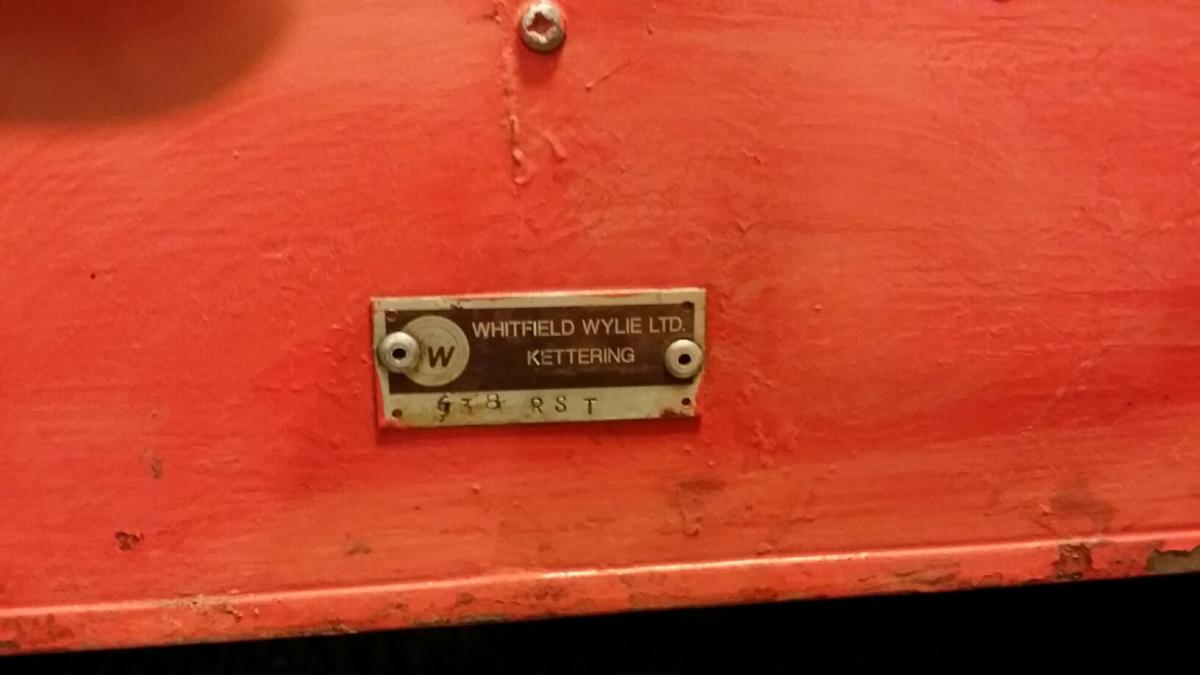 W
WHITFIELD WYLIE LTD.
KETTERING
RST